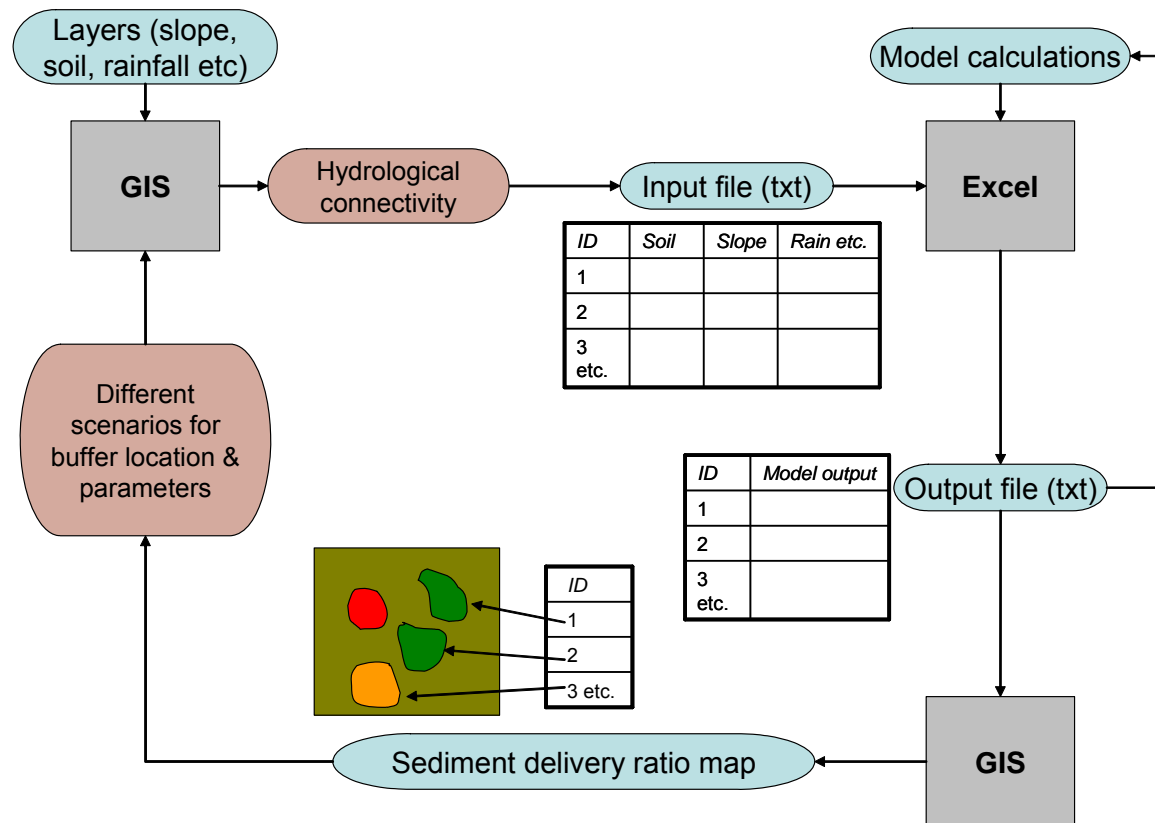 Layers (slope,
soil, rainfall etc)
Model calculations
GIS
Hydrological
connectivity
Input file (txt)
Excel
ID Soil Slope Rain etc.
1
2
3
etc.
Different
scenarios for
buffer location &
parameters
ID Model output
1
2
3
etc.
Output file (txt)
ID
1
2
3 etc.
Sediment delivery ratio map
GIS